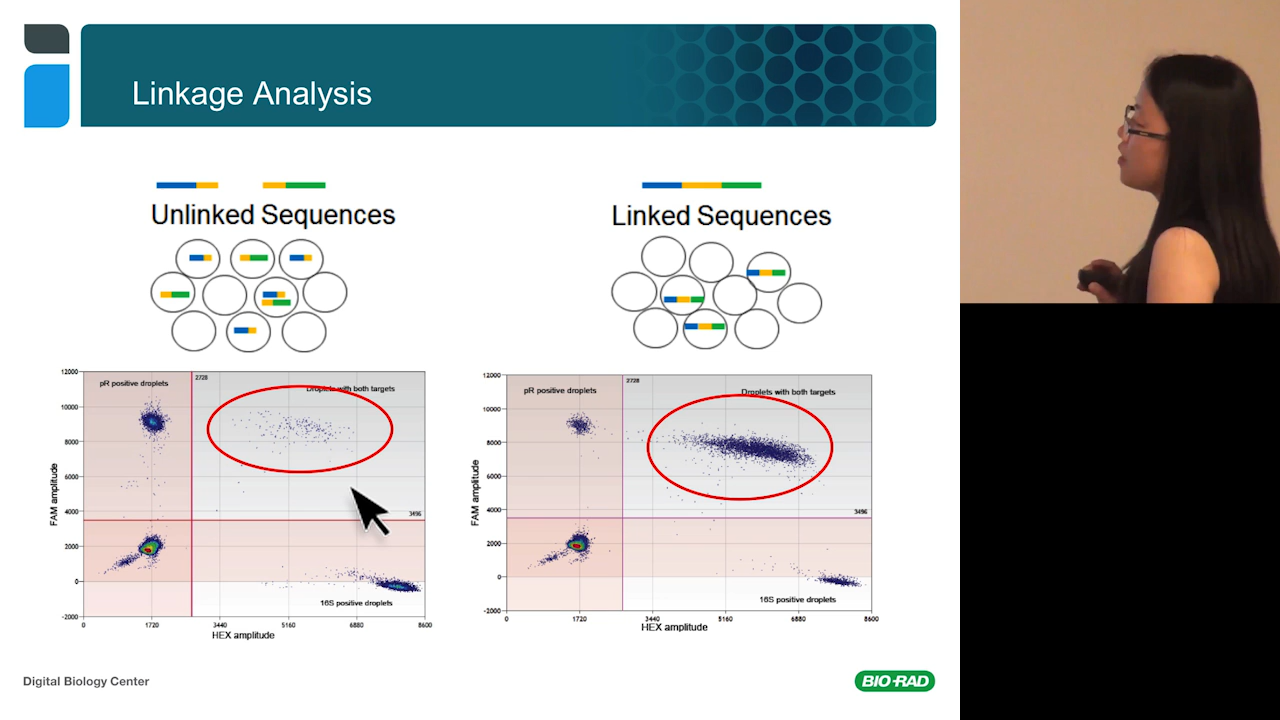 Linkage Analysis
Unlinked Sequences
Linked Sequences
12000
10000
8000
6000
4000
2000
0
-2000
FAM amplitude
pR positive droplets
2728
Droplets with both targets
3496
16S positive droplets
0
1720
3440
5160
6880
8600
HEX amplitude
12000
10000
8000
6000
4000
2000
0
-2000
FAM amplitude
pR positive droplets
2728
Droplets with both targets
3496
16S positive droplets
0
1720
3440
5160
6880
8600
HEX amplitude
Digital Biology Center
BIO-RAD